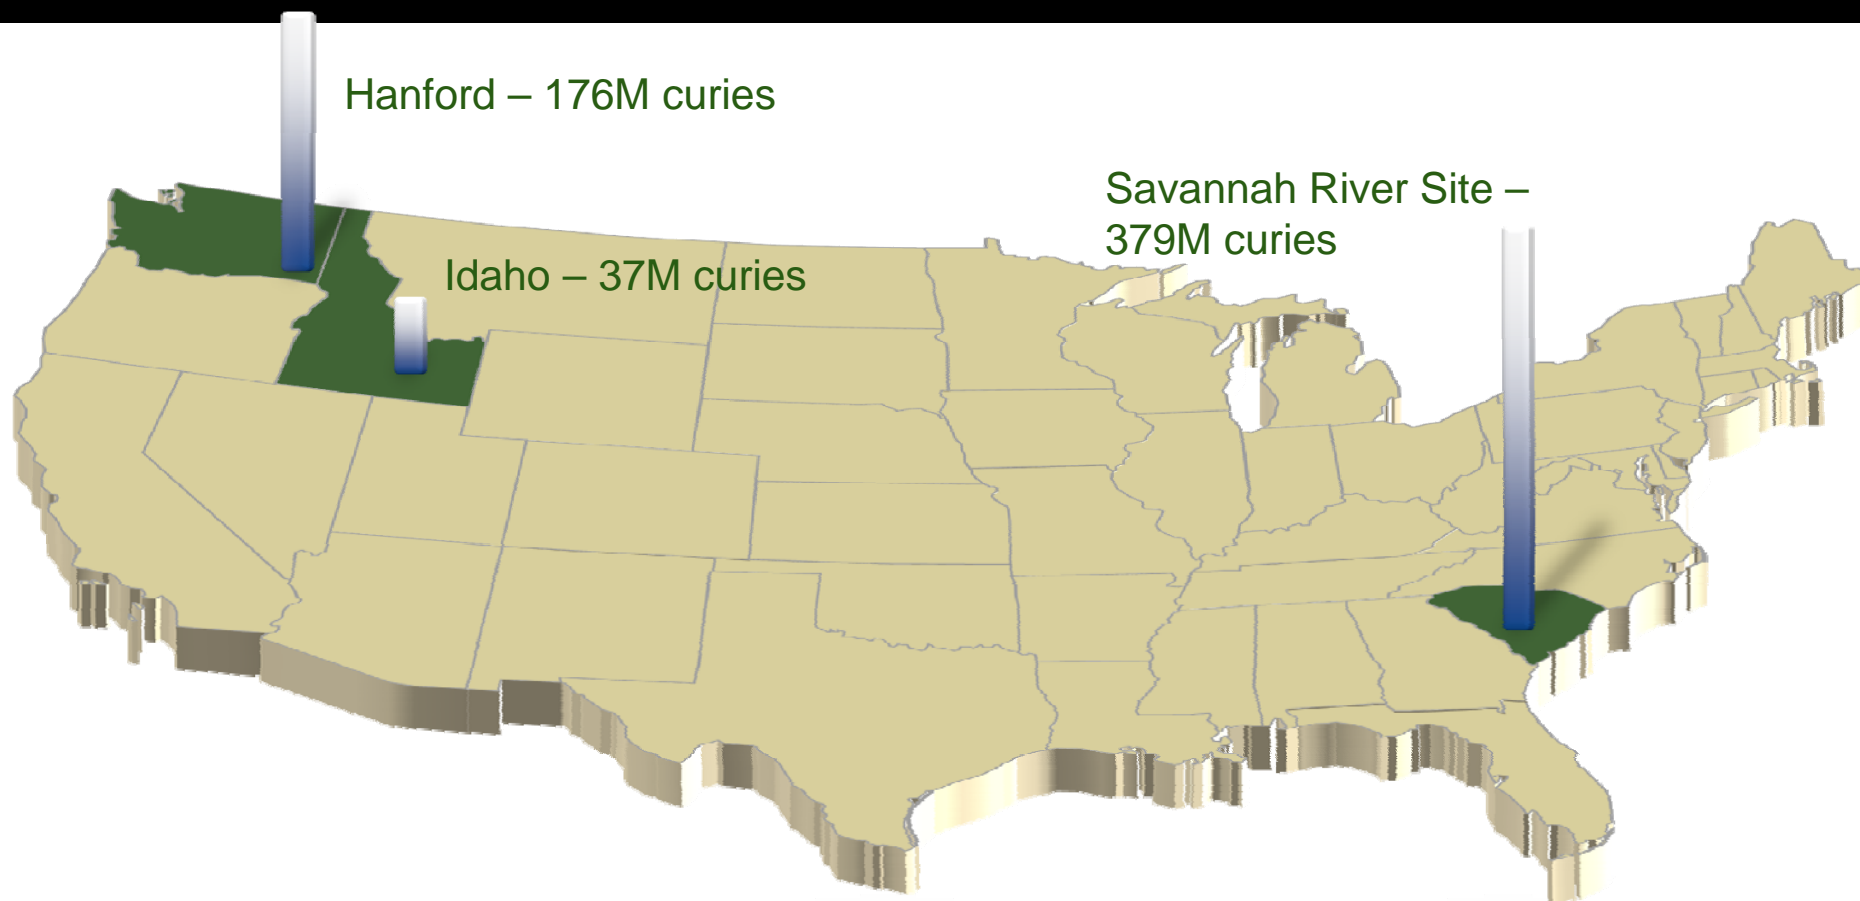 Hanford – 176M curies
Savannah River Site –
379M curies
Idaho – 37M curies